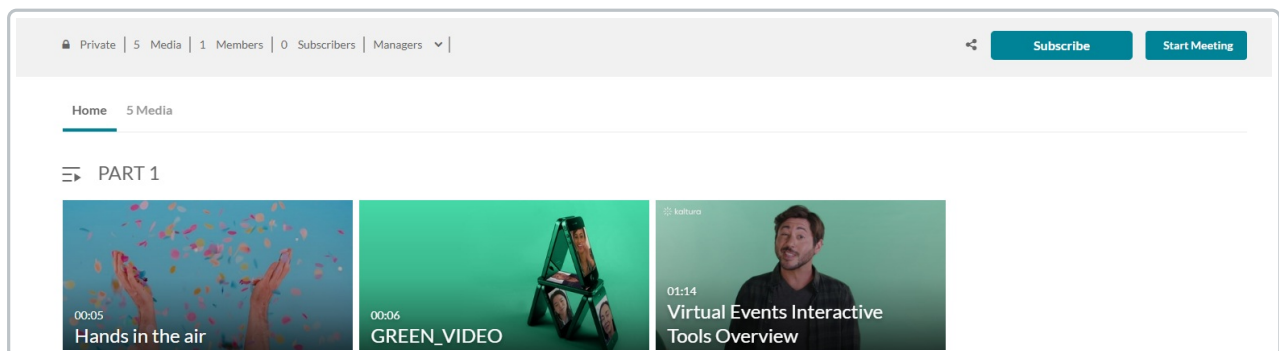 Private | 5 Media | 1 Members | 0 Subscribers | Managers |
Subscribe
Start Meeting
Home 5 Media
PART 1
kaltura
00:05
Hands in the air
00:06
GREEN_VIDEO
01:14
Virtual Events Interactive
Tools Overview